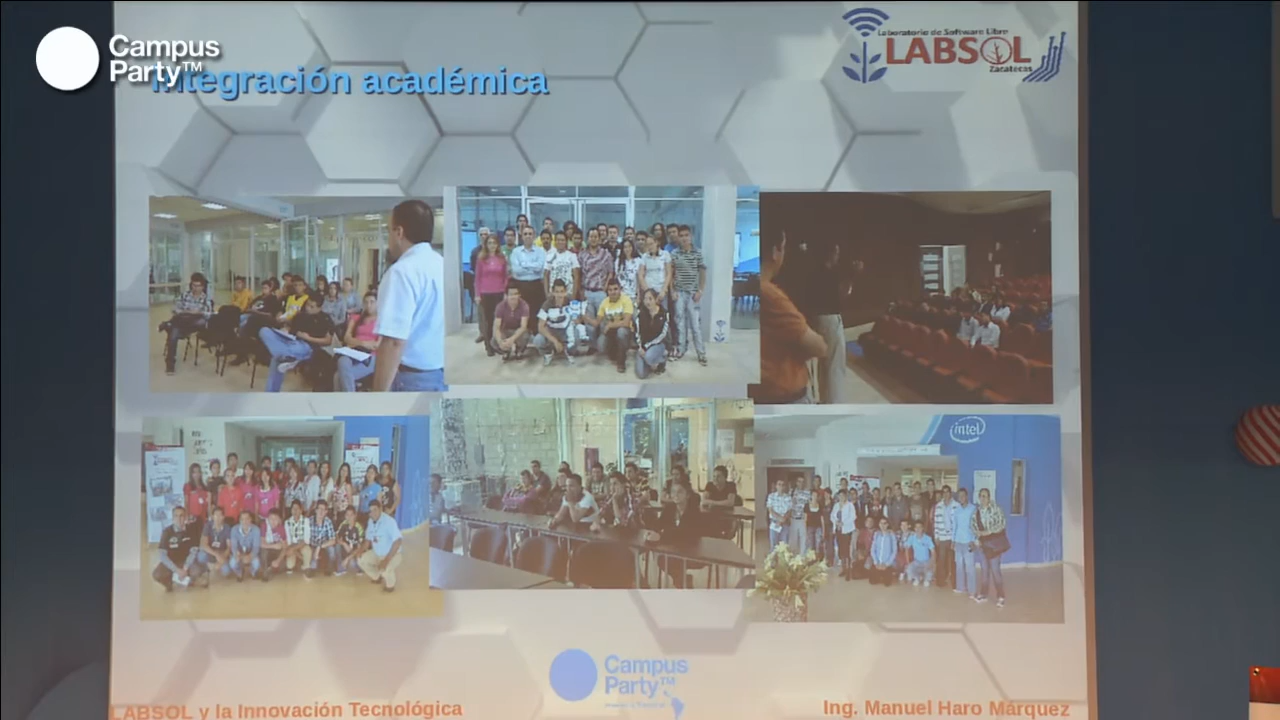 Campus
Party™
Integración académica
Laboratorio de Software Libre
LABSOL
Zacatecas
intel
Campus
Party™
LABSOL y la Innovación Tecnológica
Ing. Manuel Haro Márquez